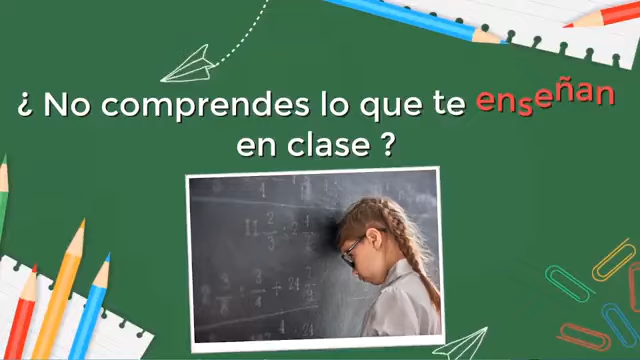 ¿ No comprendes lo que te enseñan
en clase ?